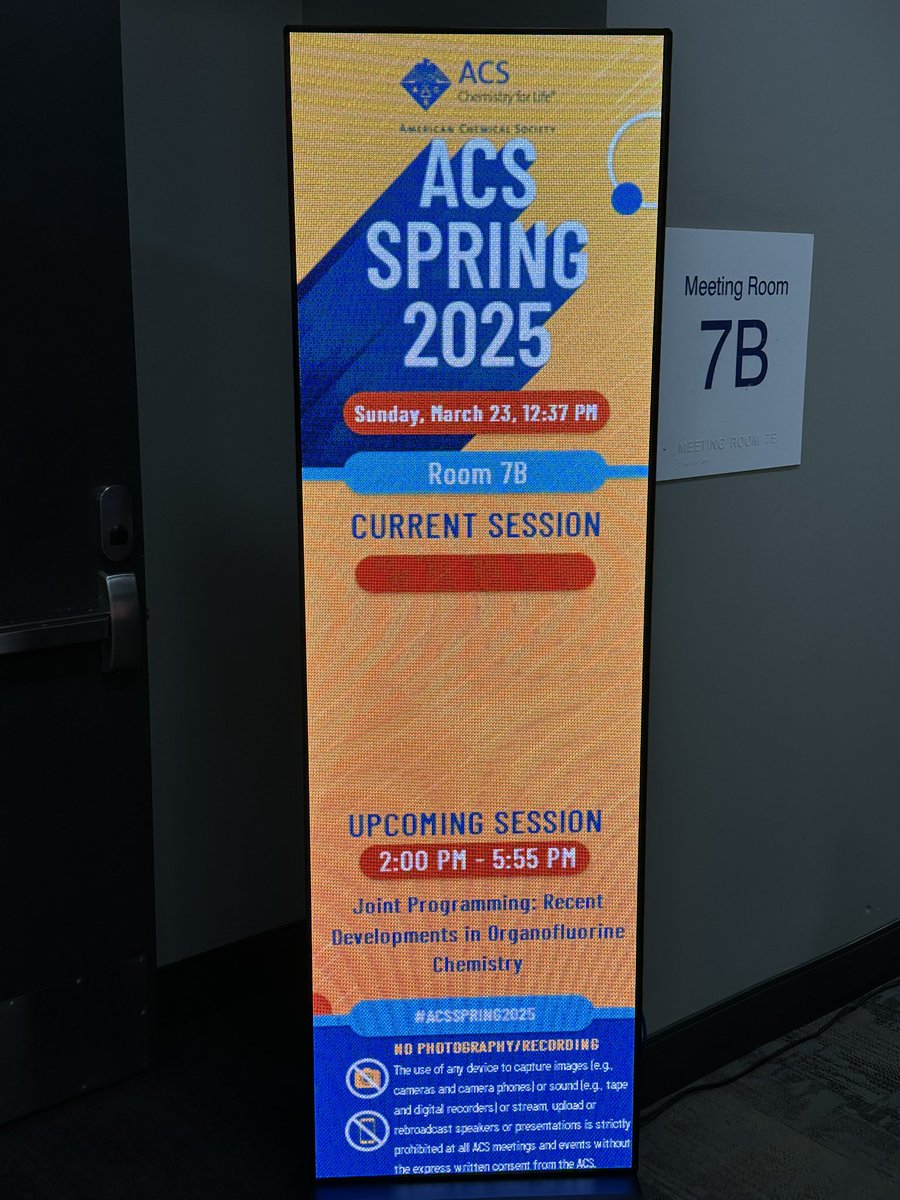 ACS
Chemistry for Life®
AMERICAN CHEMICAL SOCIETY
ACS
SPRING
2025
Sunday, March 23, 12:37 PM
Room 7B
CURRENT SESSION
UPCOMING SESSION
2:00 PM - 5:55 PM
Joint Programming: Recent
Developments in Organofluorine
Chemistry
#ACSSPRING2025
NO PHOTOGRAPHY/RECORDING
The use of any device to capture images (e.g.,
cameras and camera phones) or sound (e.g., tape
and digital recorders) or stream, upload or
rebroadcast speakers or presentations is strictly
prohibited at all ACS meetings and events without
the express written consent from the ACS.
Meeting Room
7B
MEETING ROOM